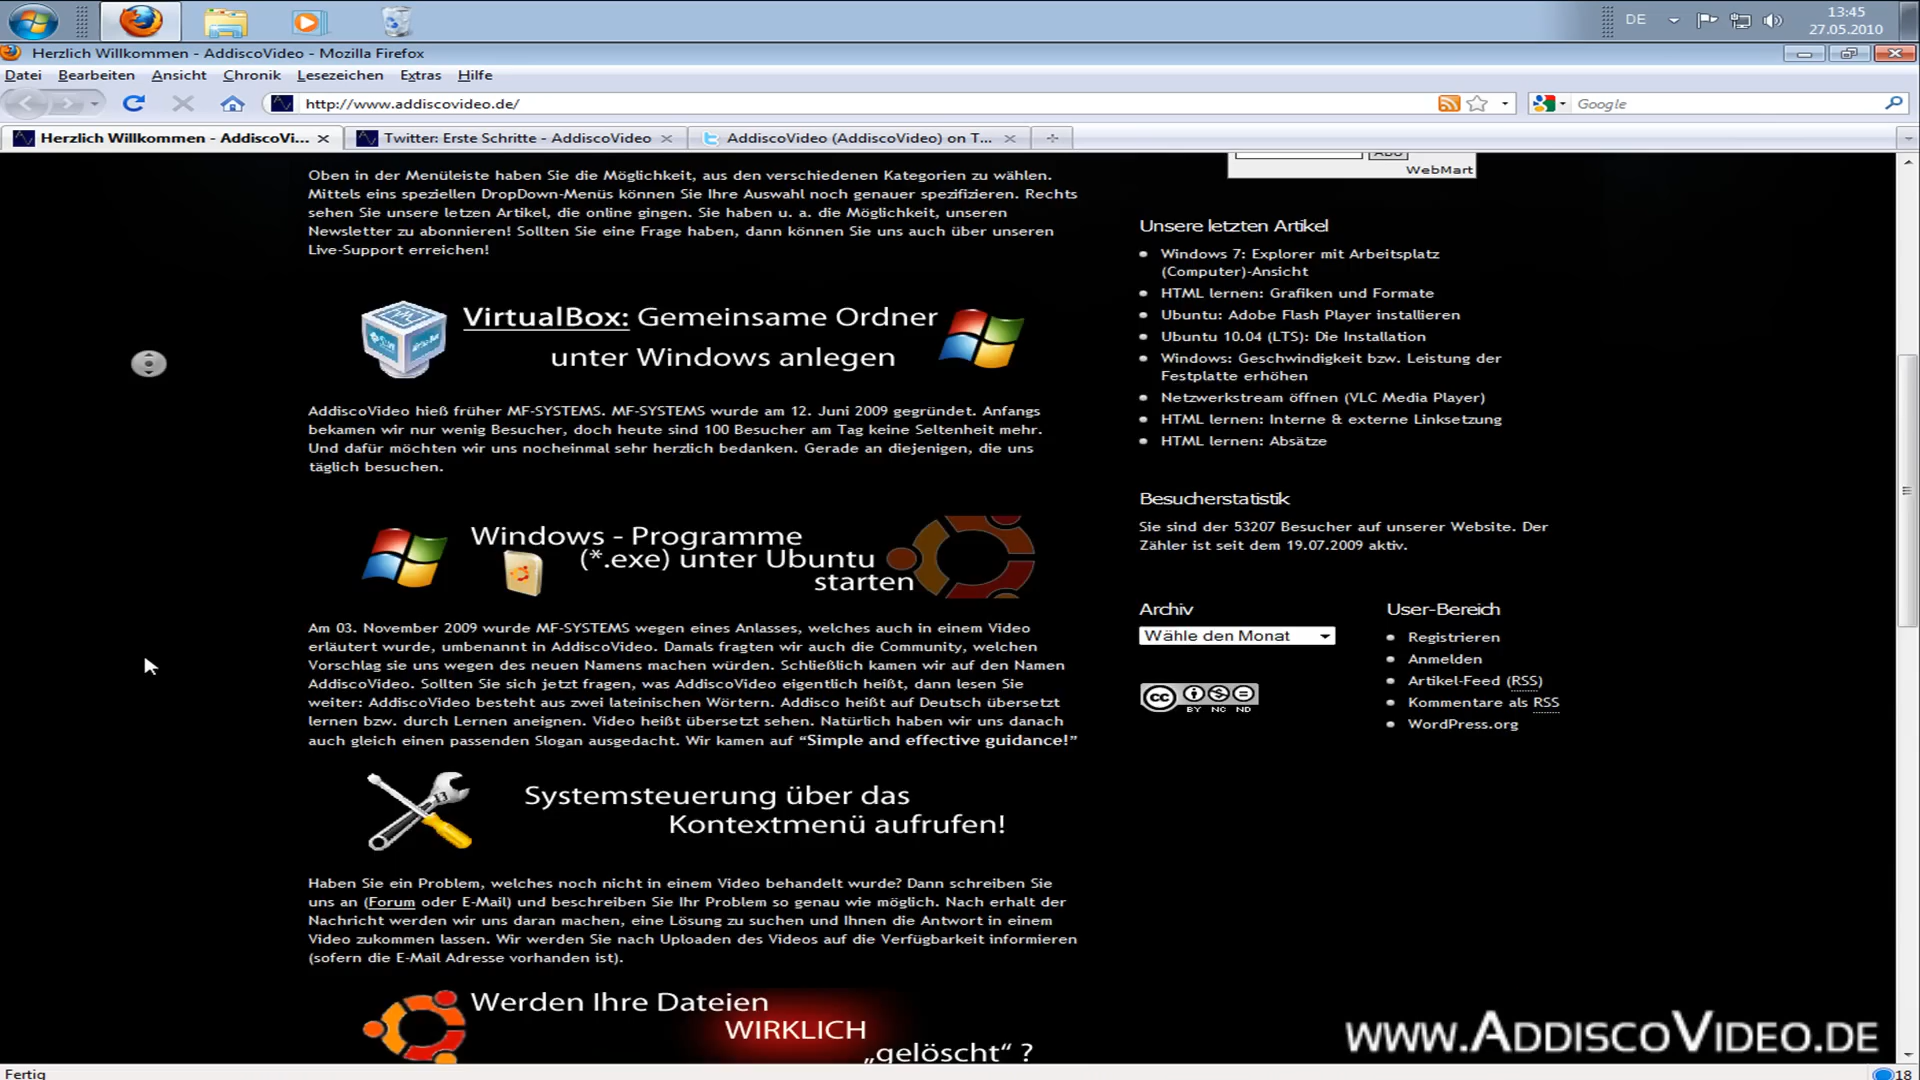 DE
13:45
27.05.2010
Herzlich Willkommen - AddiscoVideo - Mozilla Firefox
Datei Bearbeiten Ansicht Chronik Lesezeichen Extras Hilfe
http://www.addiscovideo.de/
Google
Herzlich Willkommen - AddiscoVi...
Twitter: Erste Schritte - AddiscoVideo
AddiscoVideo (AddiscoVideo) on T...
Oben in der Menüleiste haben Sie die Möglichkeit, aus den verschiedenen Kategorien zu wählen.
Mittels eins speziellen DropDown-Menüs können Sie Ihre Auswahl noch genauer spezifizieren. Rechts
sehen Sie unsere letzen Artikel, die online gingen. Sie haben u. a. die Möglichkeit, unseren
Newsletter zu abonnieren! Sollten Sie eine Frage haben, dann können Sie uns auch über unseren
Live-Support erreichen!
VirtualBox: Gemeinsame Ordner
unter Windows anlegen
AddiscoVideo hieß früher MF-SYSTEMS. MF-SYSTEMS wurde am 12. Juni 2009 gegründet. Anfangs
bekamen wir nur wenig Besucher, doch heute sind 100 Besucher am Tag keine Seltenheit mehr.
Und dafür möchten wir uns nocheinmal sehr herzlich bedanken. Gerade an diejenigen, die uns
täglich besuchen.
Windows - Programme
(*.exe) unter Ubuntu
starten
Am 03. November 2009 wurde MF-SYSTEMS wegen eines Anlasses, welches auch in einem Video
erläutert wurde, umbenannt in AddiscoVideo. Damals fragten wir auch die Community, welchen
Vorschlag sie uns wegen des neuen Namens machen würden. Schließlich kamen wir auf den Namen
AddiscoVideo. Sollten Sie sich jetzt fragen, was AddiscoVideo eigentlich heißt, dann lesen Sie
weiter: AddiscoVideo besteht aus zwei lateinischen Wörtern. Addisco heißt auf Deutsch übersetzt
lernen bzw. durch Lernen aneignen. Video heißt übersetzt sehen. Natürlich haben wir uns danach
auch gleich einen passenden Slogan ausgedacht. Wir kamen auf “Simple and effective guidance!”
13
Systemsteuerung über das
Kontextmenü aufrufen!
Haben Sie ein Problem, welches noch nicht in einem Video behandelt wurde? Dann schreiben Sie
uns an (Forum oder E-Mail) und beschreiben Sie Ihr Problem so genau wie möglich. Nach erhalt der
Nachricht werden wir uns daran machen, eine Lösung zu suchen und Ihnen die Antwort in einem
Video zukommen lassen. Wir werden Sie nach Uploaden des Videos auf die Verfügbarkeit informieren
(sofern die E-Mail Adresse vorhanden ist).
Werden Ihre Dateien
WIRKLICH
„gelöscht“ ?
WebMart
Unsere letzten Artikel
Windows 7: Explorer mit Arbeitsplatz
(Computer)-Ansicht
HTML lernen: Grafiken und Formate
Ubuntu: Adobe Flash Player installieren
Ubuntu 10.04 (LTS): Die Installation
Windows: Geschwindigkeit bzw. Leistung der
Festplatte erhöhen
Netzwerkstream öffnen (VLC Media Player)
HTML lernen: Interne & externe Linksetzung
HTML lernen: Absätze
Besucherstatistik
Sie sind der 53207 Besucher auf unserer Website. Der
Zähler ist seit dem 19.07.2009 aktiv.
Archiv
Wähle den Monat
cc
BY NC ND
User-Bereich
Registrieren
Anmelden
Artikel-Feed (RSS)
Kommentare als RSS
WordPress.org
www.AddiscoVideo.de
Fertig
18